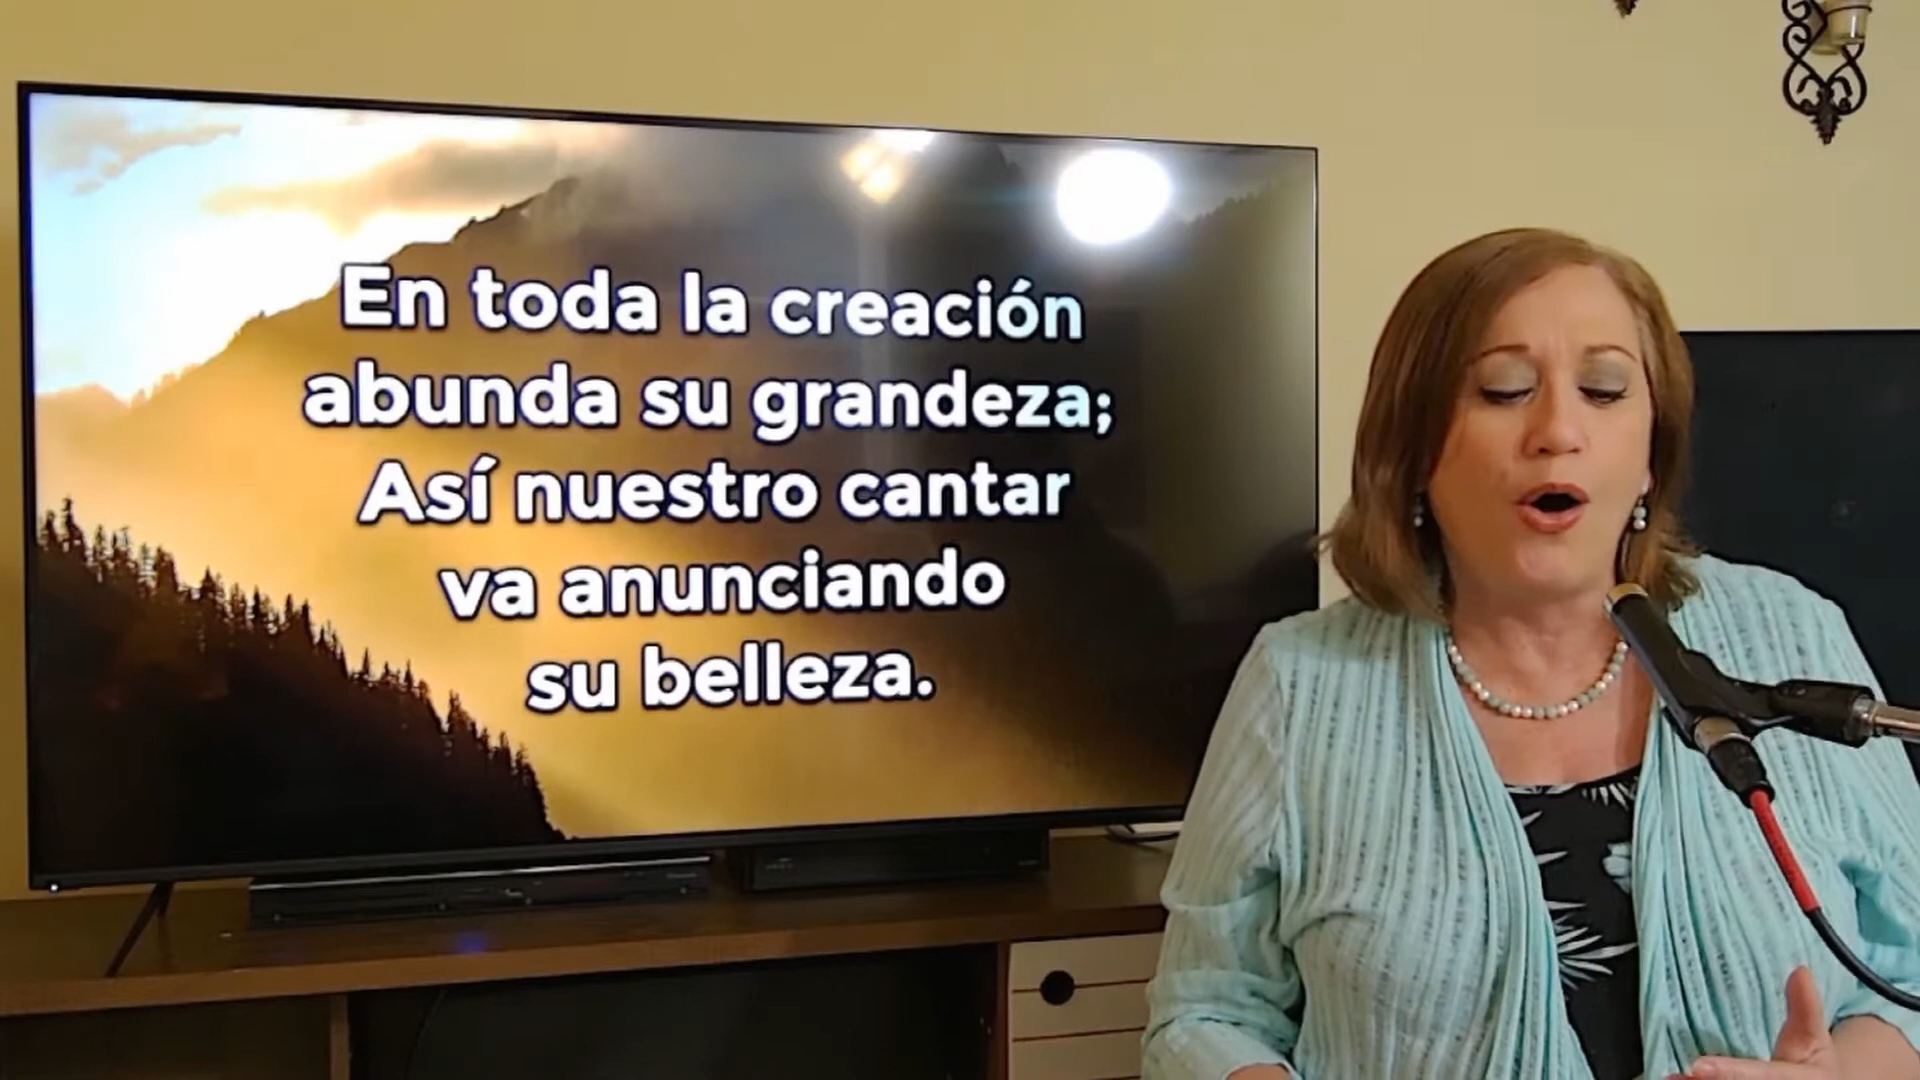 En toda la creación
abunda su grandeza;
Así nuestro cantar
va anunciando
su belleza.